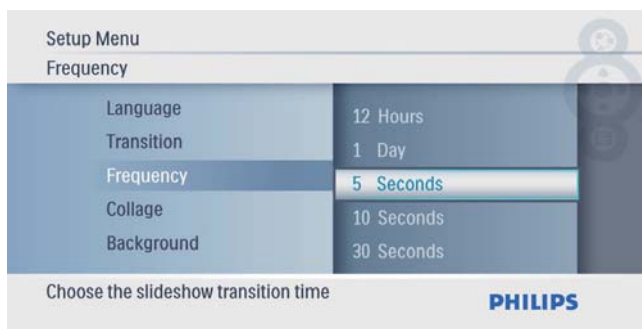 Setup Menu
Frequency
Language
Transition
Frequency
Collage
Background
12 Hours
1 Day
5 Seconds
10 Seconds
30 Seconds
Choose the slideshow transition time
PHILIPS